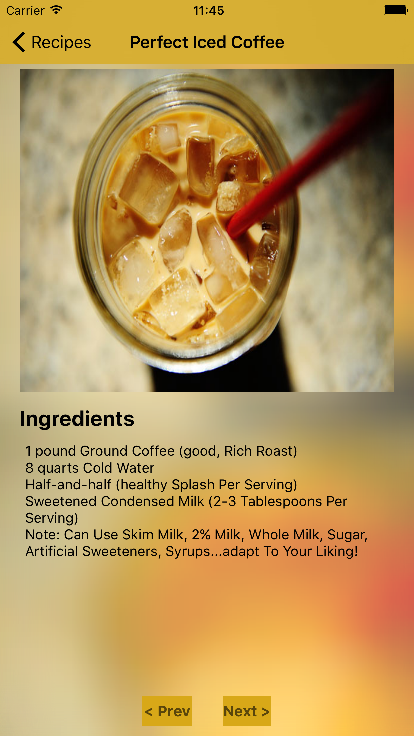 Carrier 11:45
Recipes Perfect Iced Coffee
Ingredients
1 pound Ground Coffee (good, Rich Roast)
8 quarts Cold Water
Half-and-half (healthy Splash Per Serving)
Sweetened Condensed Milk (2-3 Tablespoons Per
Serving)
Note: Can Use Skim Milk, 2% Milk, Whole Milk, Sugar,
Artificial Sweeteners, Syrups...adapt To Your Liking!
< Prev Next >